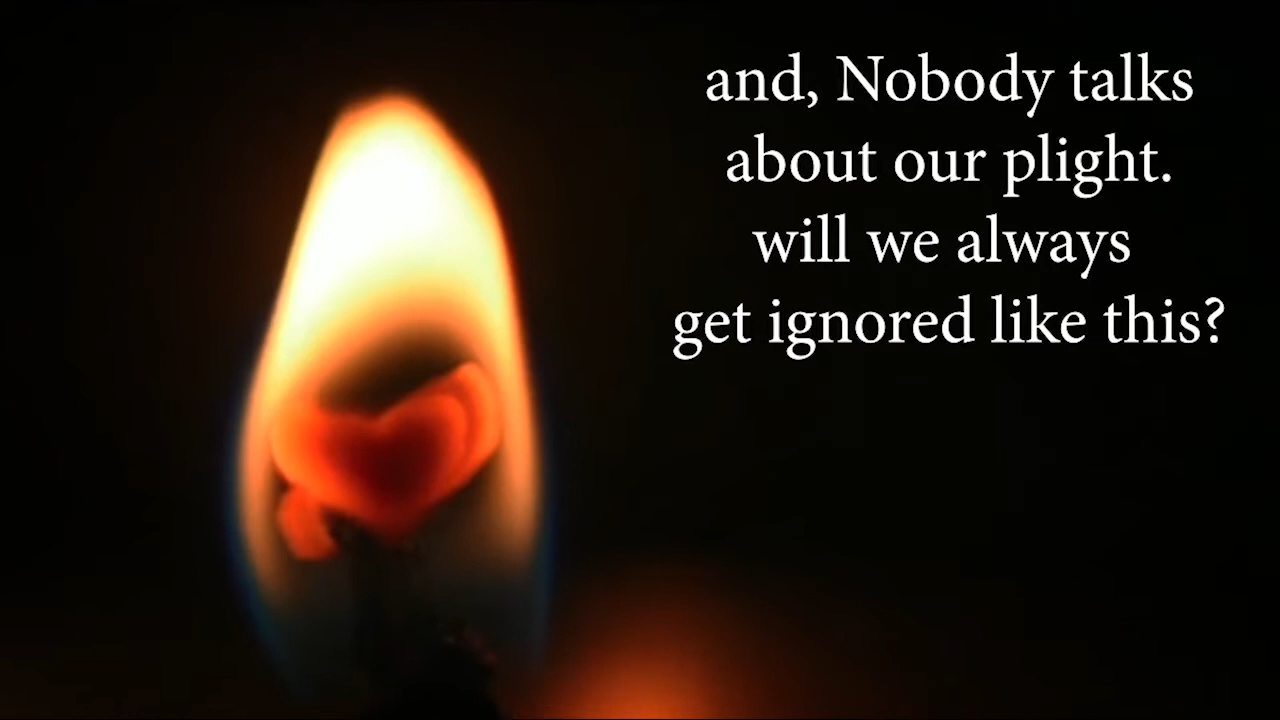 and, Nobody talks
about our plight.
will we always
get ignored like this?